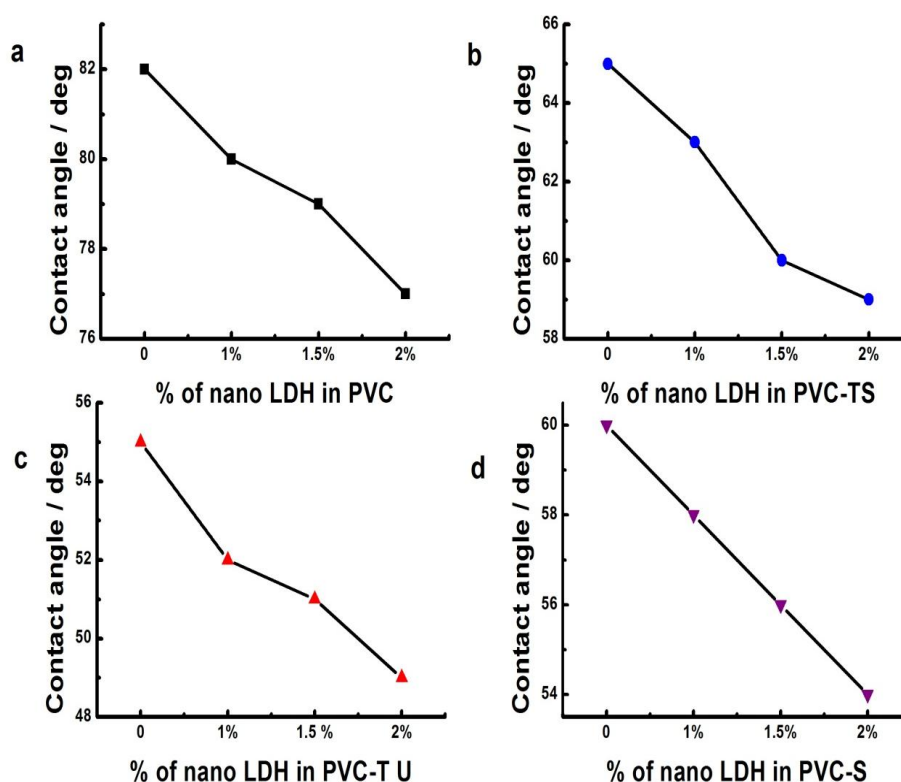 a
Contact angle / deg
82
80
78
76
0 1% 1.5% 2%
% of nano LDH in PVC
b
Contact angle / deg
66
64
62
60
58
0 1% 1.5% 2%
% of nano LDH in PVC-TS
c
Contact angle / deg
56
54
52
50
48
0 1% 1.5 % 2%
% of nano LDH in PVC-T U
d
Contact angle / deg
60
58
56
54
0 1% 1.5% 2%
% of nano LDH in PVC-S